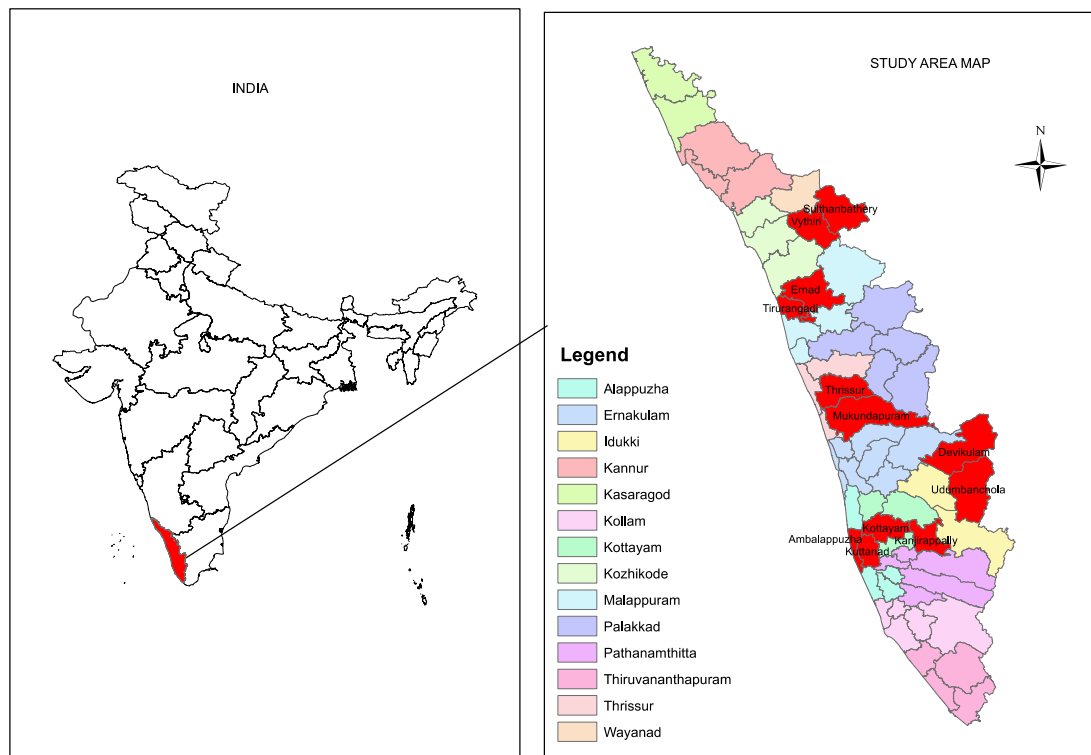 INDIA
STUDY AREA MAP
N
Sulthanbathery
Vythiri
Ernad
Tirurangadi
Thrissur
Mukundapuram
Devikulam
Udumbanchola
Kottayam
Kanjirappally
Ambalappuzha
Kuttanad
Legend
Alappuzha
Ernakulam
Idukki
Kannur
Kasaragod
Kollam
Kottayam
Kozhikode
Malappuram
Palakkad
Pathanamthitta
Thiruvananthapuram
Thrissur
Wayanad